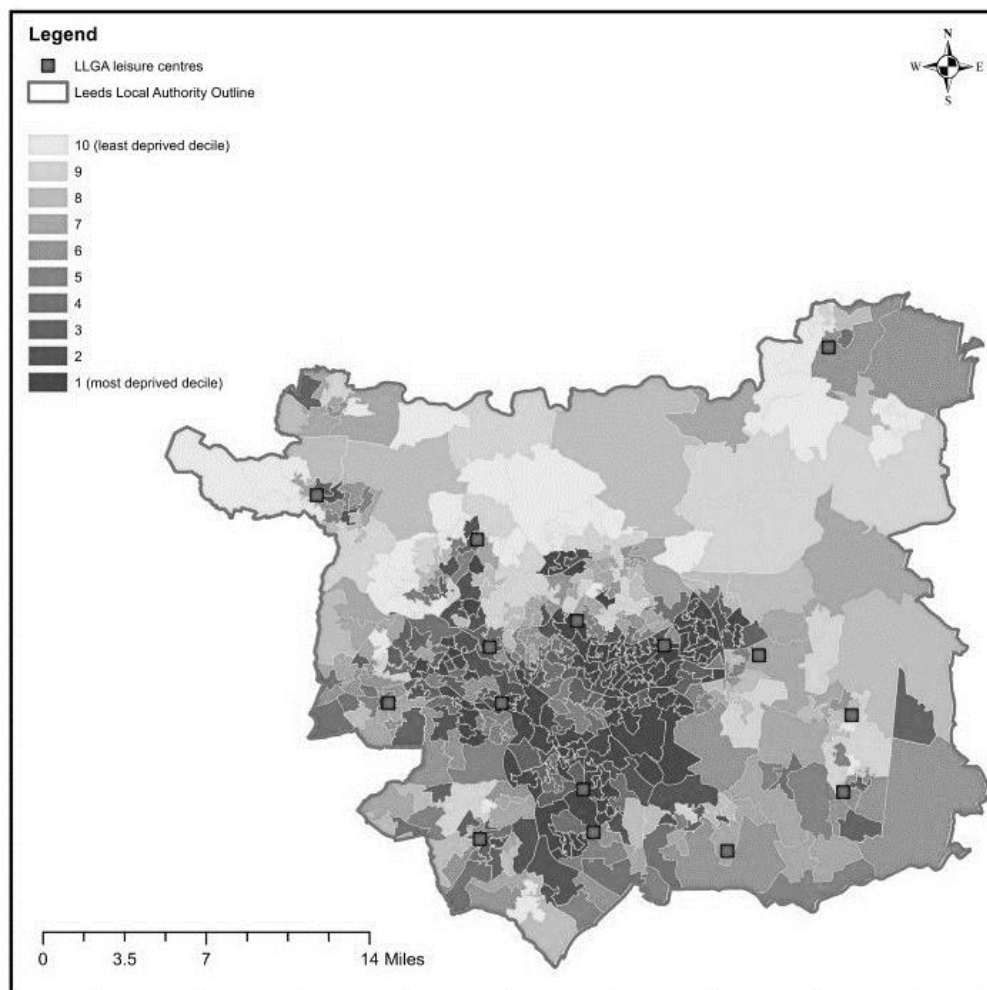 Legend
LLGA leisure centres
Leeds Local Authority Outline
10 (least deprived decile)
9
8
7
6
5
4
3
2
1 (most deprived decile)
N
W E
S
0 3.5 7 14 Miles